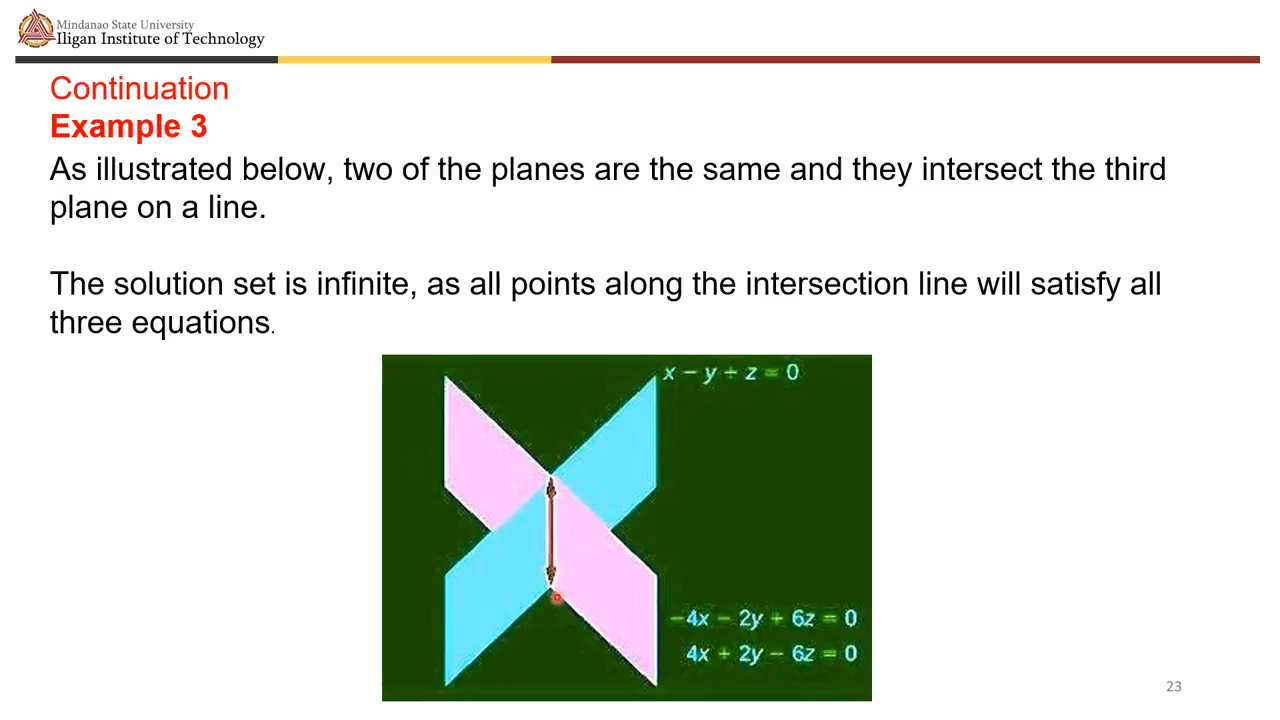 Mindanao State University
Iligan Institute of Technology
Continuation
Example 3
As illustrated below, two of the planes are the same and they intersect the third
plane on a line.
The solution set is infinite, as all points along the intersection line will satisfy all
three equations.
x − y + z = 0
−4x − 2y + 6z = 0
4x + 2y − 6z = 0
23